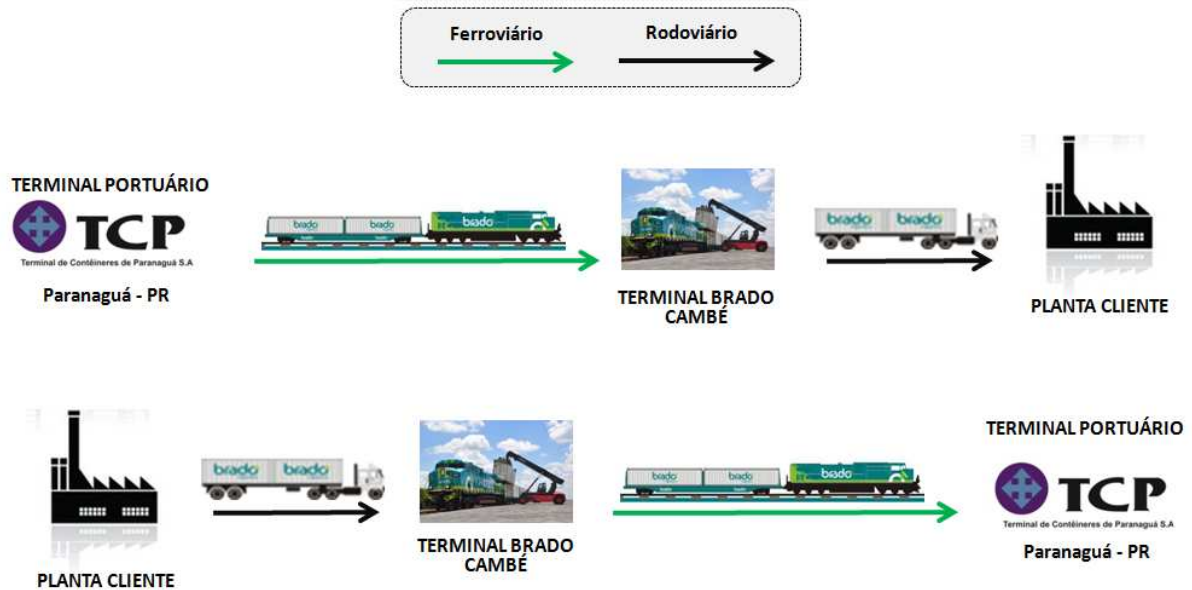 Ferroviário
Rodoviário
TERMINAL PORTUÁRIO
TCP
Terminal de Contêineres de Paranaguá S.A
Paranaguá - PR
brado brado
brado
brado brado
TERMINAL BRADO
CAMBÉ
PLANTA CLIENTE
brado brado
brado brado
brado
TERMINAL PORTUÁRIO
TCP
Terminal de Contêineres de Paranaguá S.A
Paranaguá - PR
TERMINAL BRADO
CAMBÉ
PLANTA CLIENTE